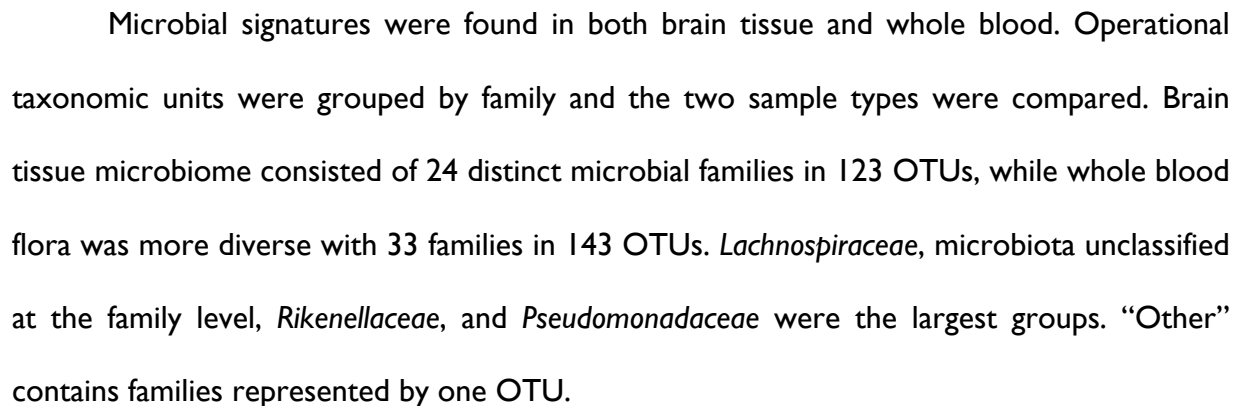 Microbial signatures were found in both brain tissue and whole blood. Operational
taxonomic units were grouped by family and the two sample types were compared. Brain
tissue microbiome consisted of 24 distinct microbial families in 123 OTUs, while whole blood
flora was more diverse with 33 families in 143 OTUs. Lachnospiraceae, microbiota unclassified
at the family level, Rikenellaceae, and Pseudomonadaceae were the largest groups. “Other”
contains families represented by one OTU.